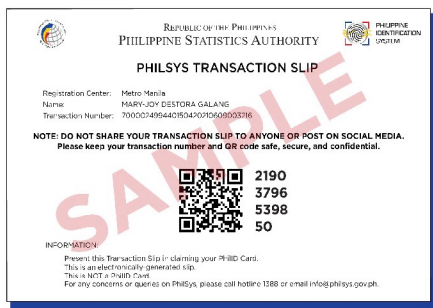 REPUBLIC OF THE PHILIPPINES
PHILIPPINE STATISTICS AUTHORITY
PHILIPPINE
IDENTIFICATION
SYSTEM
PHILSYS TRANSACTION SLIP
Registration Center: Metro Manila
Name: MARY-JOY DESTORA GALANG
Transaction Number: 700002499440150420210609003216
NOTE: DO NOT SHARE YOUR TRANSACTION SLIP TO ANYONE OR POST ON SOCIAL MEDIA.
Please keep your transaction number and QR code safe, secure, and confidential.
SAMPLE
2190
3796
5398
50
INFORMATION:
Present this Transaction Slip in claiming your PhilID Card.
This is an electronically-generated slip.
This is NOT a PhilID Card.
For any concerns or queries on PhilSys, please call hotline 1388 or email info@philsys.gov.ph.